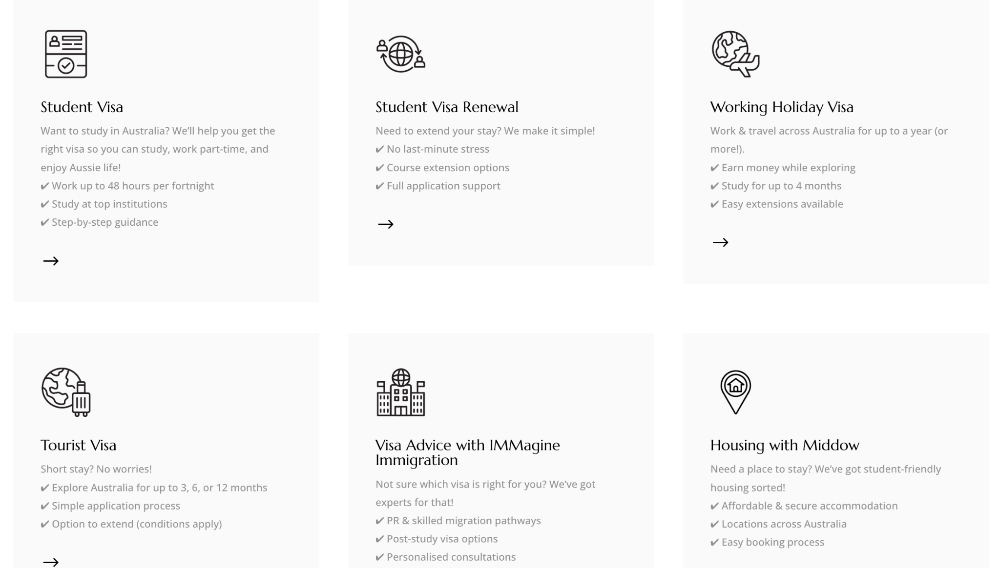 Student Visa
Want to study in Australia? We’ll help you get the
right visa so you can study, work part-time, and
enjoy Aussie life!
✔ Work up to 48 hours per fortnight
✔ Study at top institutions
✔ Step-by-step guidance
Student Visa Renewal
Need to extend your stay? We make it simple!
✔ No last-minute stress
✔ Course extension options
✔ Full application support
Working Holiday Visa
Work & travel across Australia for up to a year (or
more!).
✔ Earn money while exploring
✔ Study for up to 4 months
✔ Easy extensions available
Tourist Visa
Short stay? No worries!
✔ Explore Australia for up to 3, 6, or 12 months
✔ Simple application process
✔ Option to extend (conditions apply)
Visa Advice with IMMagine
Immigration
Not sure which visa is right for you? We’ve got
experts for that!
✔ PR & skilled migration pathways
✔ Post-study visa options
✔ Personalised consultations
Housing with Middow
Need a place to stay? We’ve got student-friendly
housing sorted!
✔ Affordable & secure accommodation
✔ Locations across Australia
✔ Easy booking process